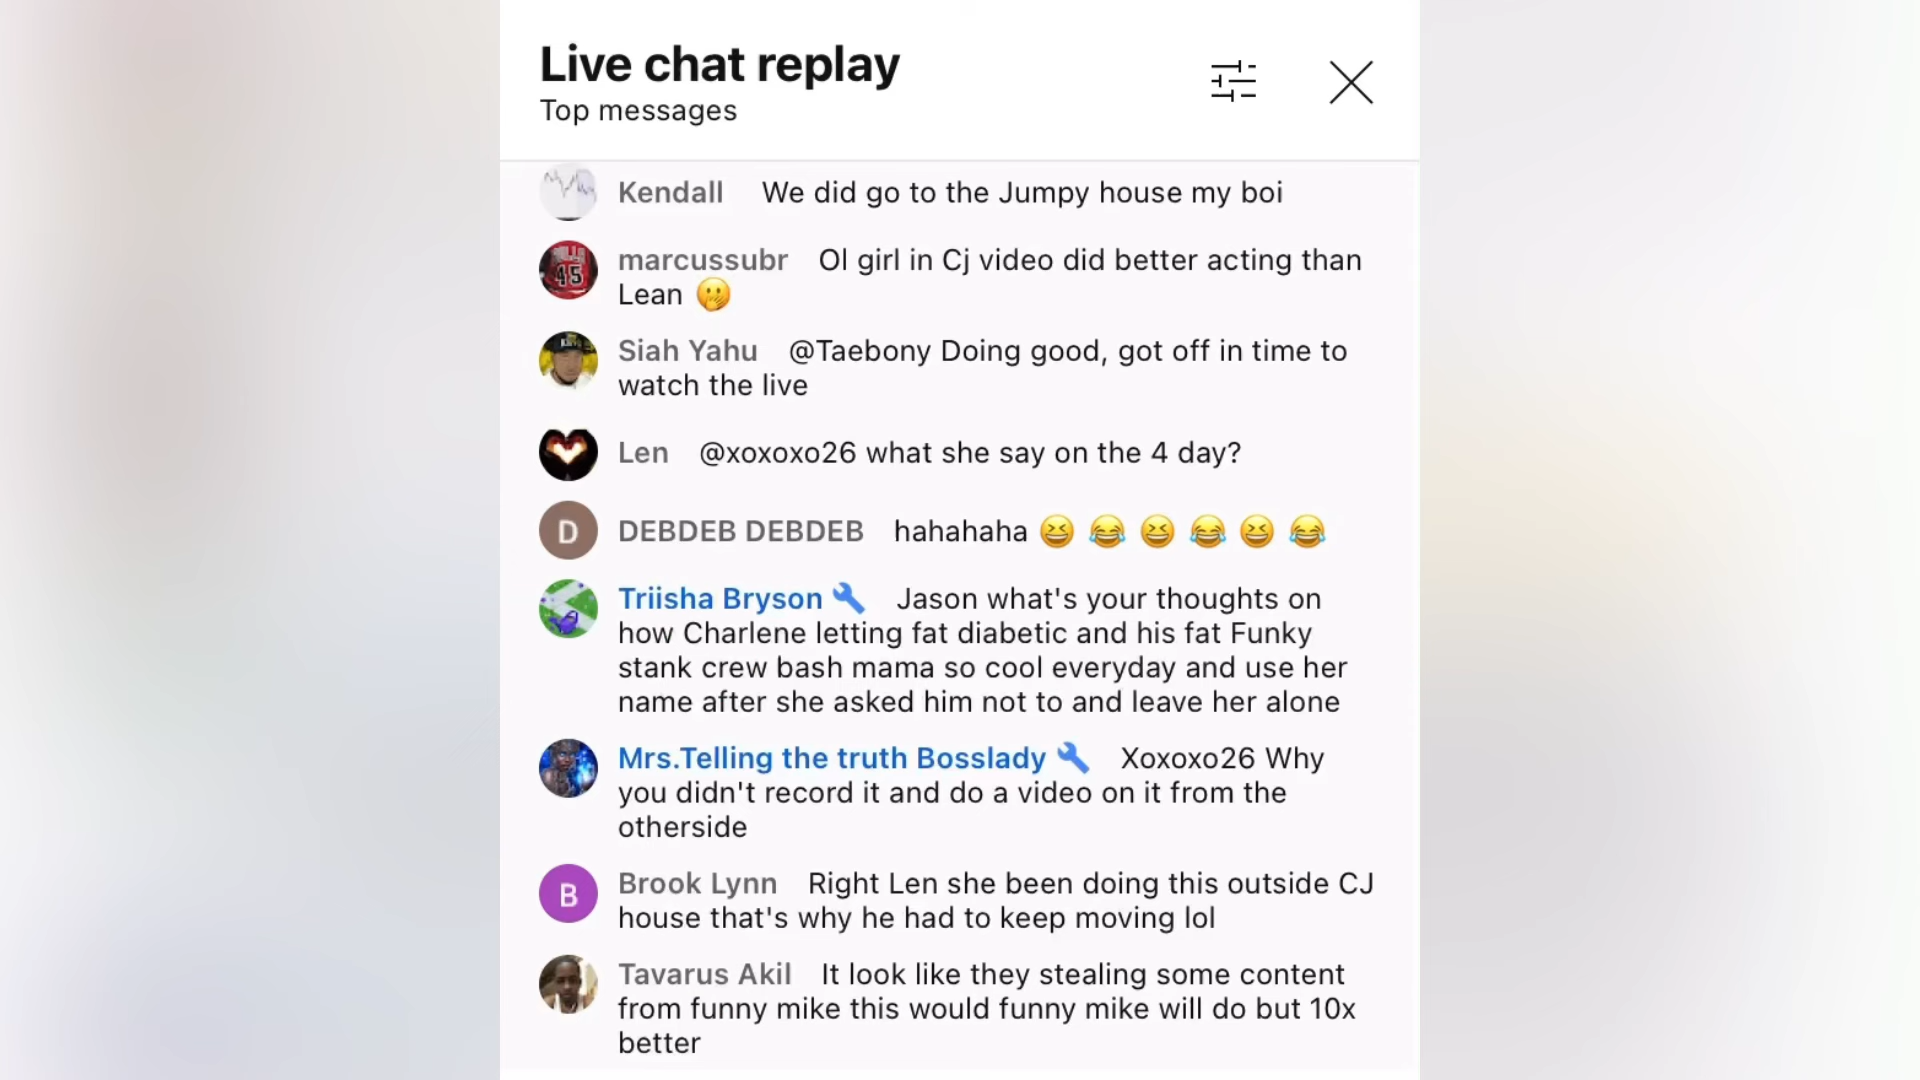 Live chat replay
Top messages
Kendall We did go to the Jumpy house my boi
marcussubr Ol girl in Cj video did better acting than
Lean 🤭
Siah Yahu @Taebony Doing good, got off in time to
watch the live
Len @xoxoxo26 what she say on the 4 day?
D DEBDEB DEBDEB hahahaha 😆 😂 😆 😂 😆 😂
Triisha Bryson 🔧 Jason what's your thoughts on
how Charlene letting fat diabetic and his fat Funky
stank crew bash mama so cool everyday and use her
name after she asked him not to and leave her alone
Mrs.Telling the truth Bosslady 🔧 Xoxoxo26 Why
you didn't record it and do a video on it from the
otherside
B Brook Lynn Right Len she been doing this outside CJ
house that's why he had to keep moving lol
Tavarus Akil It look like they stealing some content
from funny mike this would funny mike will do but 10x
better